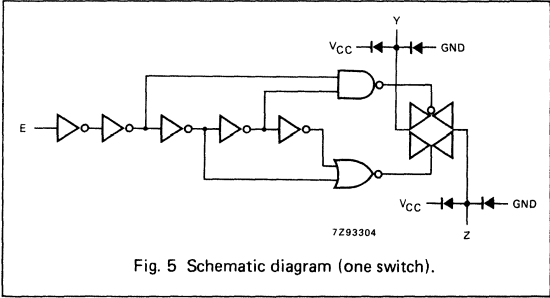 Y
VCC GND
E
VCC GND
7Z93304
Z
Fig. 5 Schematic diagram (one switch).